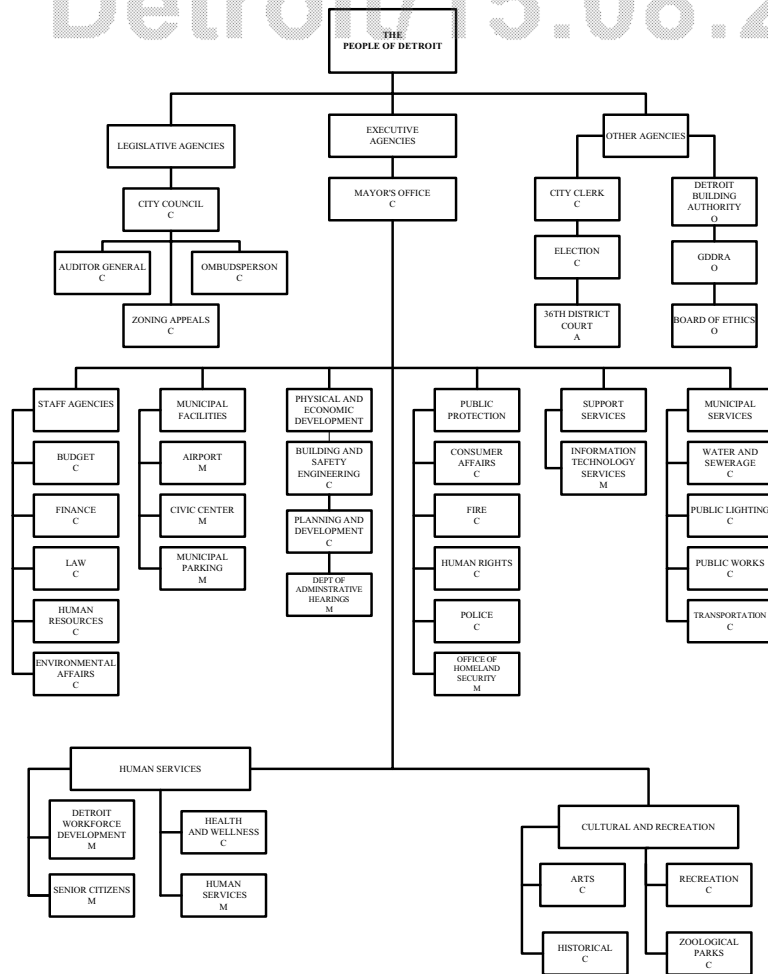 Detroit/15.08.2
THE
PEOPLE OF DETROIT
LEGISLATIVE AGENCIES
EXECUTIVE
AGENCIES
OTHER AGENCIES
CITY COUNCIL
C
MAYOR'S OFFICE
C
CITY CLERK
C
DETROIT
BUILDING
AUTHORITY
O
AUDITOR GENERAL
C
OMBUDSPERSON
C
ELECTION
C
GDDRA
O
ZONING APPEALS
C
36TH DISTRICT
COURT
A
BOARD OF ETHICS
O
STAFF AGENCIES
BUDGET
C
FINANCE
C
LAW
C
HUMAN
RESOURCES
C
ENVIRONMENTAL
AFFAIRS
C
MUNICIPAL
FACILITIES
AIRPORT
M
CIVIC CENTER
M
MUNICIPAL
PARKING
M
PHYSICAL AND
ECONOMIC
DEVELOPMENT
BUILDING AND
SAFETY
ENGINEERING
C
PLANNING AND
DEVELOPMENT
C
DEPT OF
ADMINSTRATIVE
HEARINGS
M
PUBLIC
PROTECTION
CONSUMER
AFFAIRS
C
FIRE
C
HUMAN RIGHTS
C
POLICE
C
OFFICE OF
HOMELAND
SECURITY
M
SUPPORT
SERVICES
INFORMATION
TECHNOLOGY
SERVICES
M
MUNICIPAL
SERVICES
WATER AND
SEWERAGE
C
PUBLIC LIGHTING
C
PUBLIC WORKS
C
TRANSPORTATION
C
HUMAN SERVICES
DETROIT
WORKFORCE
DEVELOPMENT
M
HEALTH
AND WELLNESS
C
SENIOR CITIZENS
M
HUMAN
SERVICES
M
CULTURAL AND RECREATION
ARTS
C
RECREATION
C
HISTORICAL
C
ZOOLOGICAL
PARKS
C